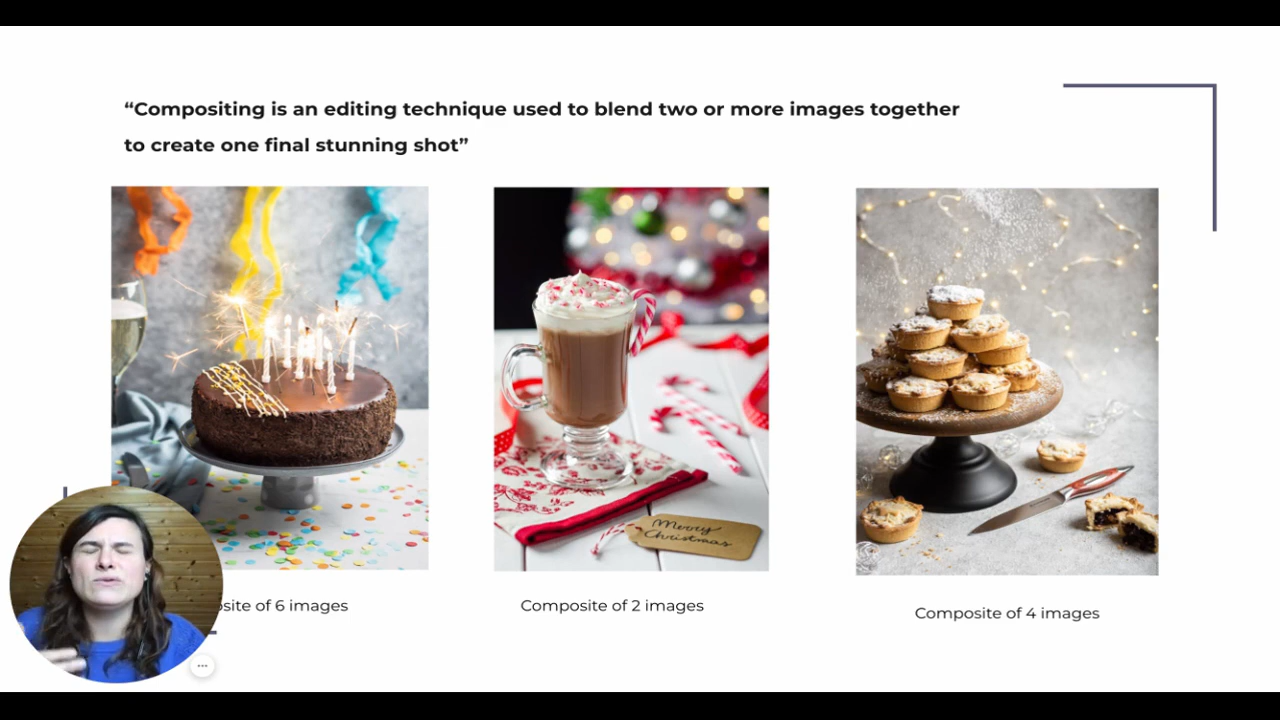 “Compositing is an editing technique used to blend two or more images together
to create one final stunning shot”
Merry
Christmas
of 6 images
Composite of 2 images
Composite of 4 images